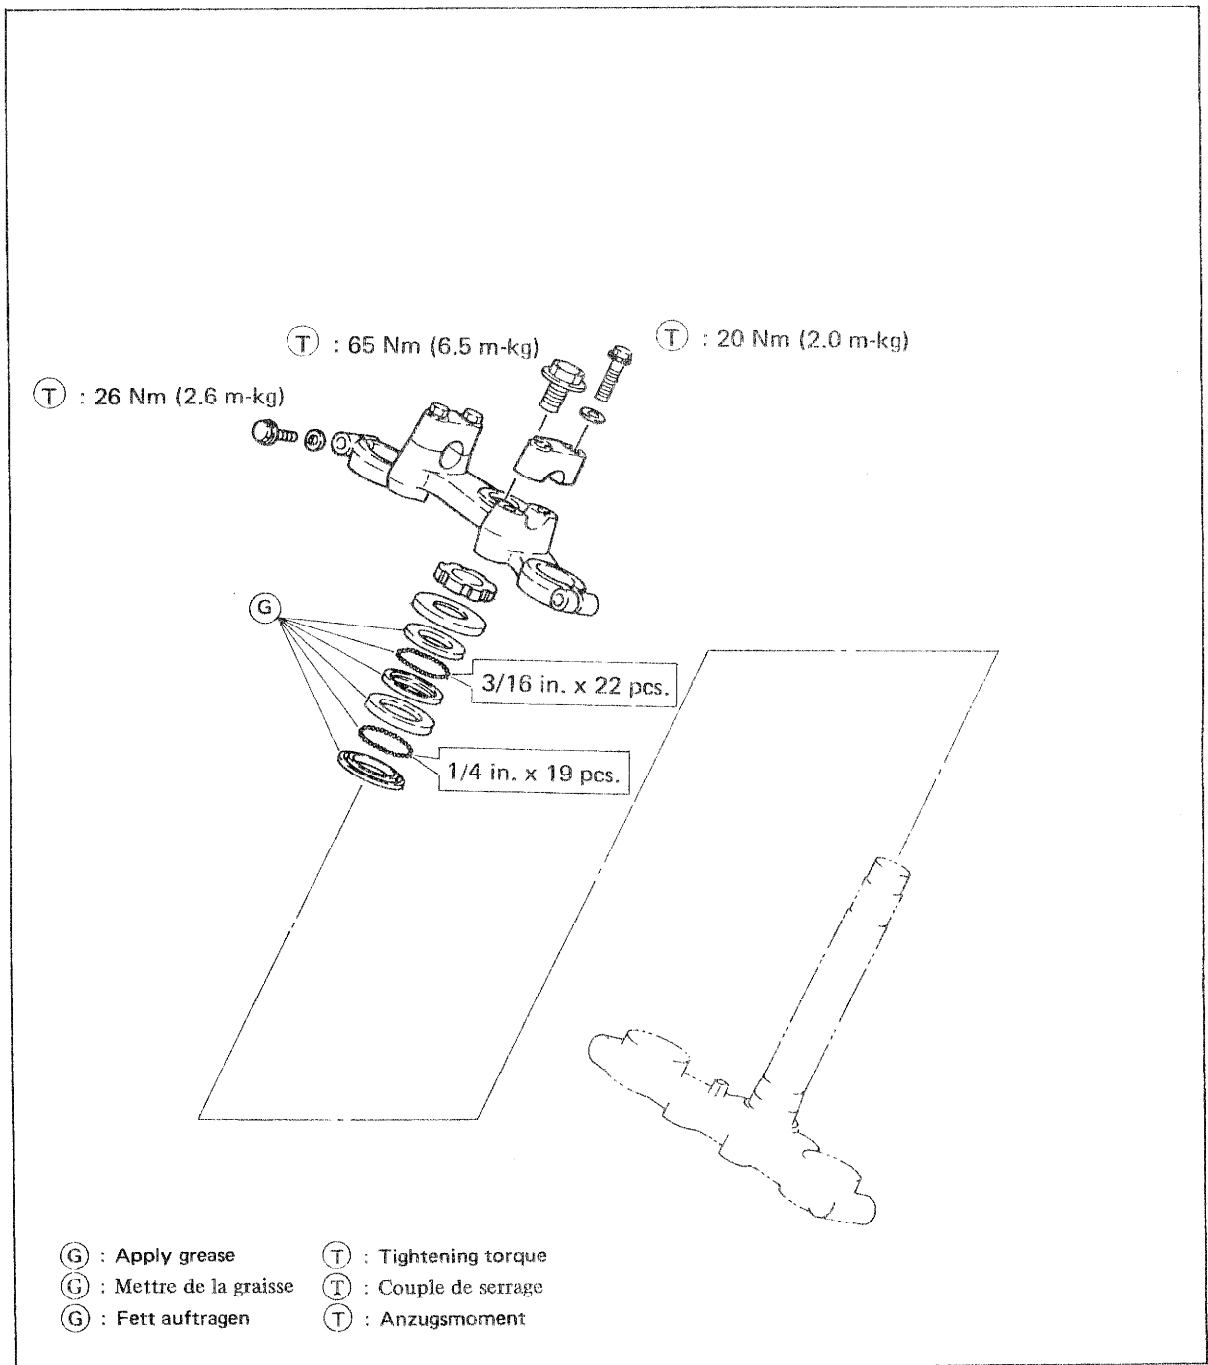 Ⓣ : 65 Nm (6.5 m-kg)
Ⓣ : 20 Nm (2.0 m-kg)
Ⓣ : 26 Nm (2.6 m-kg)
Ⓖ
3/16 in. x 22 pcs.
1/4 in. x 19 pcs.
Ⓖ : Apply grease Ⓣ : Tightening torque
Ⓖ : Mettre de la graisse Ⓣ : Couple de serrage
Ⓖ : Fett auftragen Ⓣ : Anzugsmoment